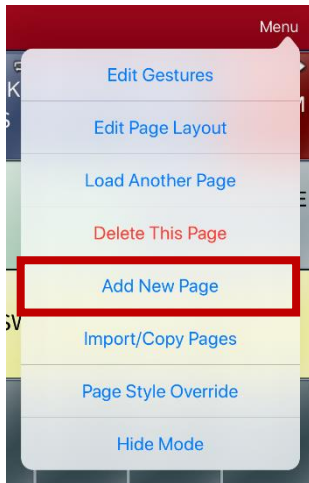 Menu
Edit Gestures
Edit Page Layout
Load Another Page
Delete This Page
Add New Page
Import/Copy Pages
Page Style Override
Hide Mode